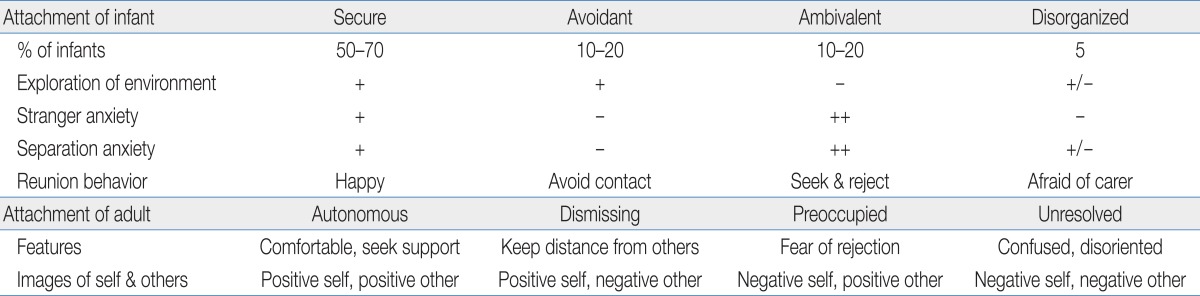 Attachment of infant Secure Avoidant Ambivalent Disorganized
% of infants 50–70 10–20 10–20 5
Exploration of environment + + – +/–
Stranger anxiety + – ++ –
Separation anxiety + – ++ +/–
Reunion behavior Happy Avoid contact Seek & reject Afraid of carer
Attachment of adult Autonomous Dismissing Preoccupied Unresolved
Features Comfortable, seek support Keep distance from others Fear of rejection Confused, disoriented
Images of self & others Positive self, positive other Positive self, negative other Negative self, positive other Negative self, negative other